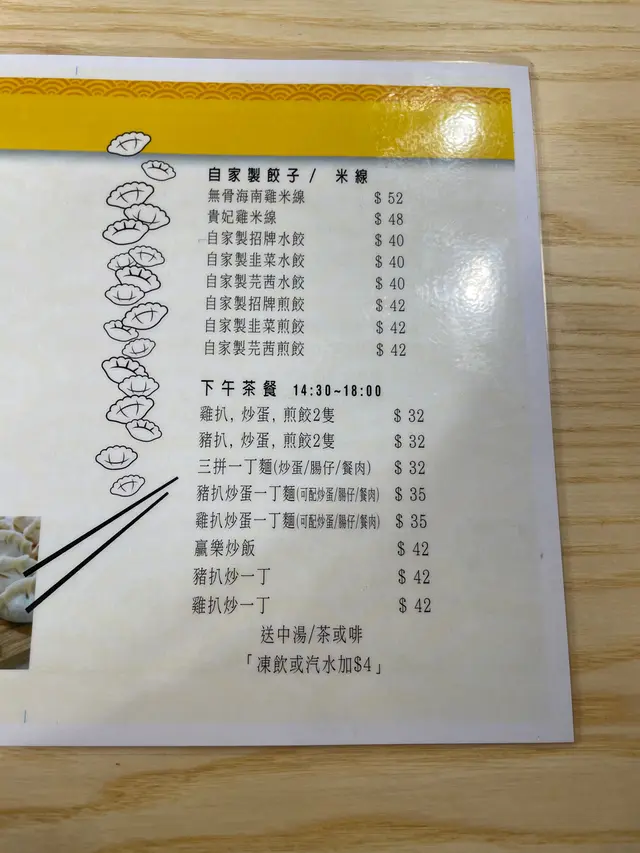 自家製餃子/ 米線
無骨海南雞米線 $ 52
貴妃雞米線 $ 48
自家製招牌水餃 $ 40
自家製韭菜水餃 $ 40
自家製芫茜水餃 $ 40
自家製招牌煎餃 $ 42
自家製韭菜煎餃 $ 42
自家製芫茜煎餃 $ 42
下午茶餐 14:30~18:00
雞扒, 炒蛋, 煎餃2隻 $ 32
豬扒, 炒蛋, 煎餃2隻 $ 32
三拼一丁麵(炒蛋/腸仔/餐肉) $ 32
豬扒炒蛋一丁麵(可配炒蛋/腸仔/餐肉) $ 35
雞扒炒蛋一丁麵(可配炒蛋/腸仔/餐肉) $ 35
贏樂炒飯 $ 42
豬扒炒一丁 $ 42
雞扒炒一丁 $ 42
送中湯/茶或啡
「凍飲或汽水加$4」